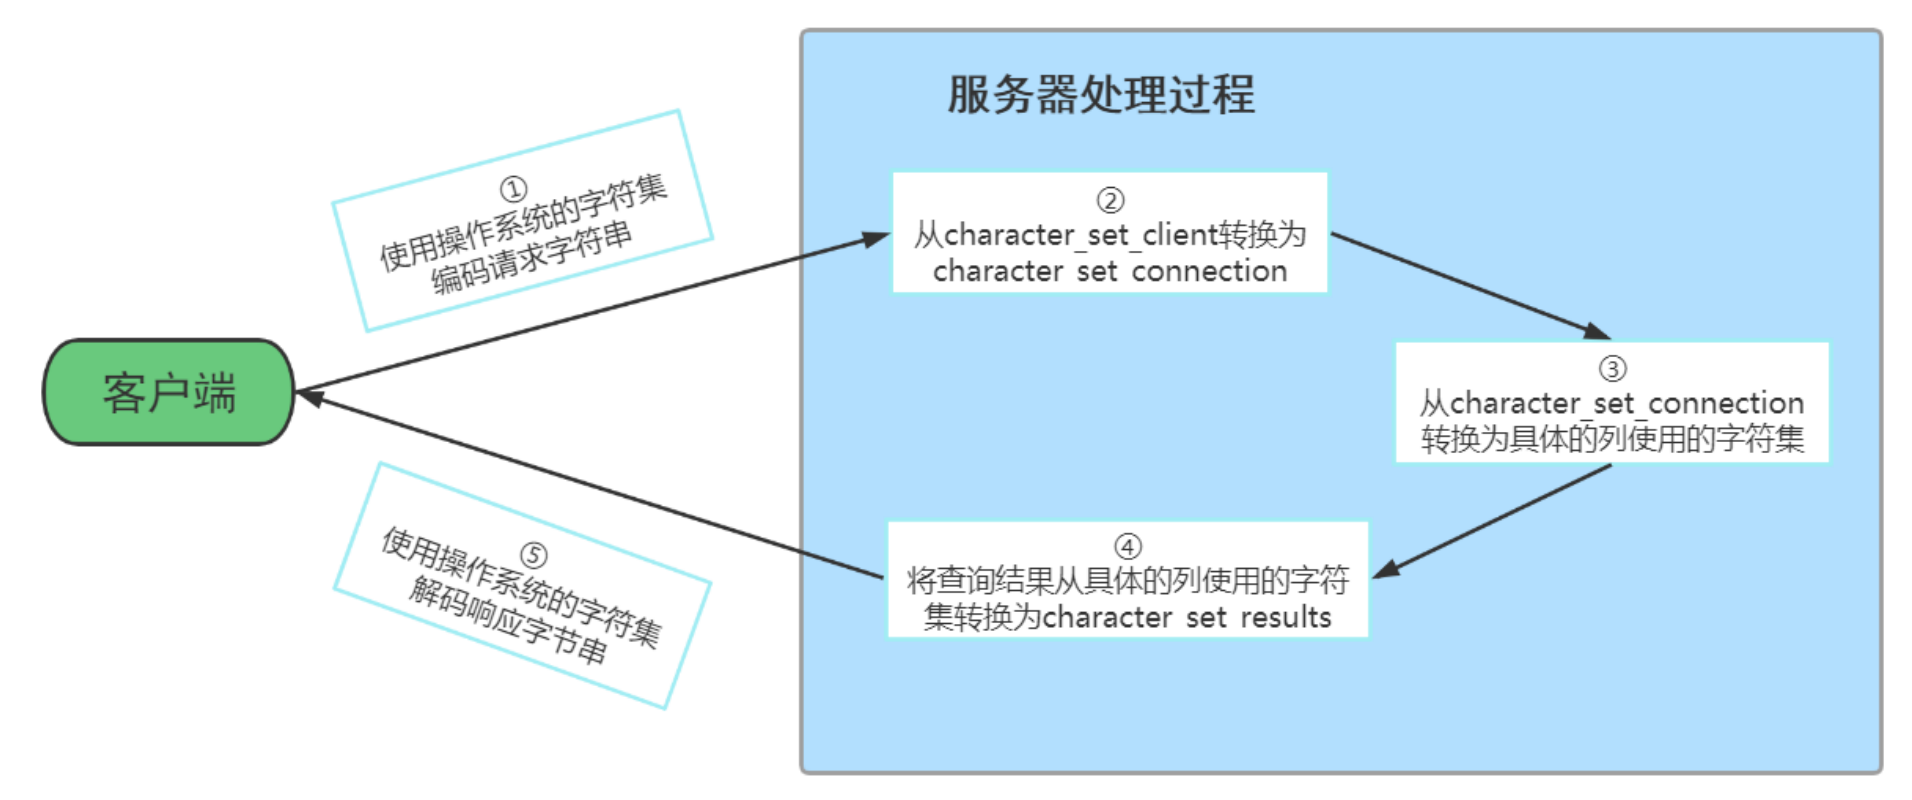 服务器处理过程
①
使用操作系统的字符集
编码请求字符串
②
从character_set_client转换为
character_set_connection
客户端
③
从character_set_connection
转换为具体的列使用的字符集
④
将查询结果从具体的列使用的字符
集转换为character_set_results
⑤
使用操作系统的字符集
解码响应字节串